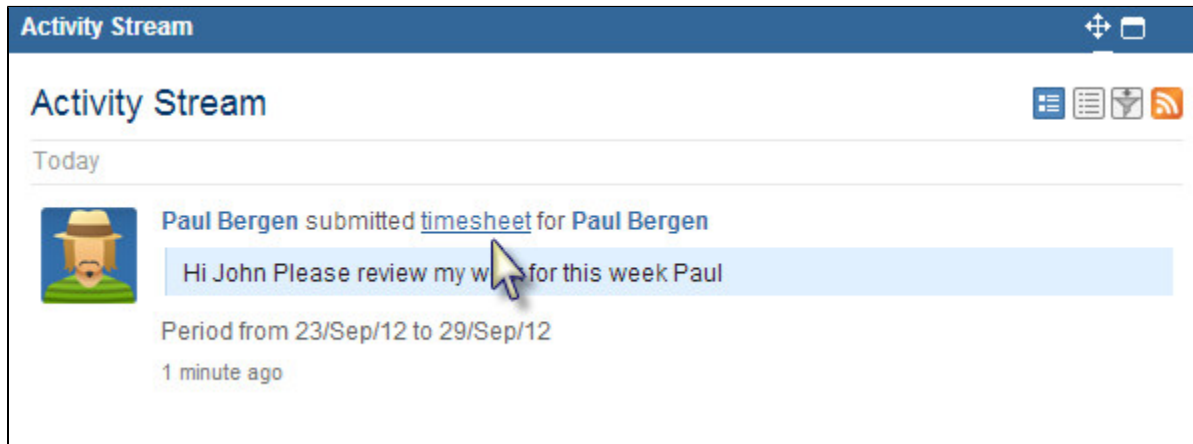 Activity Stream
Activity Stream
Today
Paul Bergen submitted timesheet for Paul Bergen
Hi John Please review my for this week Paul
Period from 23/Sep/12 to 29/Sep/12
1 minute ago